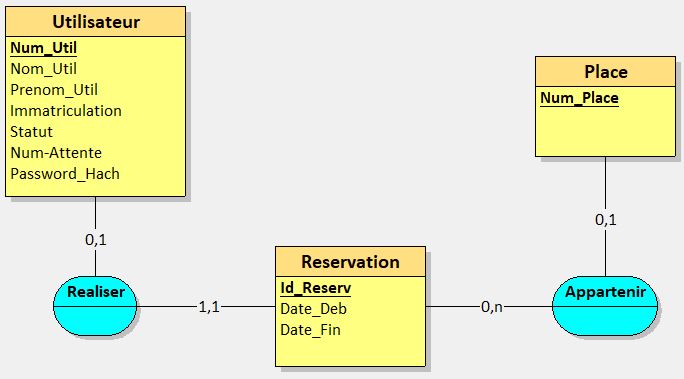 Utilisateur
Num_Util
Nom_Util
Prenom_Util
Immatriculation
Statut
Num-Attente
Password_Hach
Place
Num_Place
0,1
0,1
Realiser
1,1
Reservation
Id_Reserv
Date_Deb
Date_Fin
0,n
Appartenir